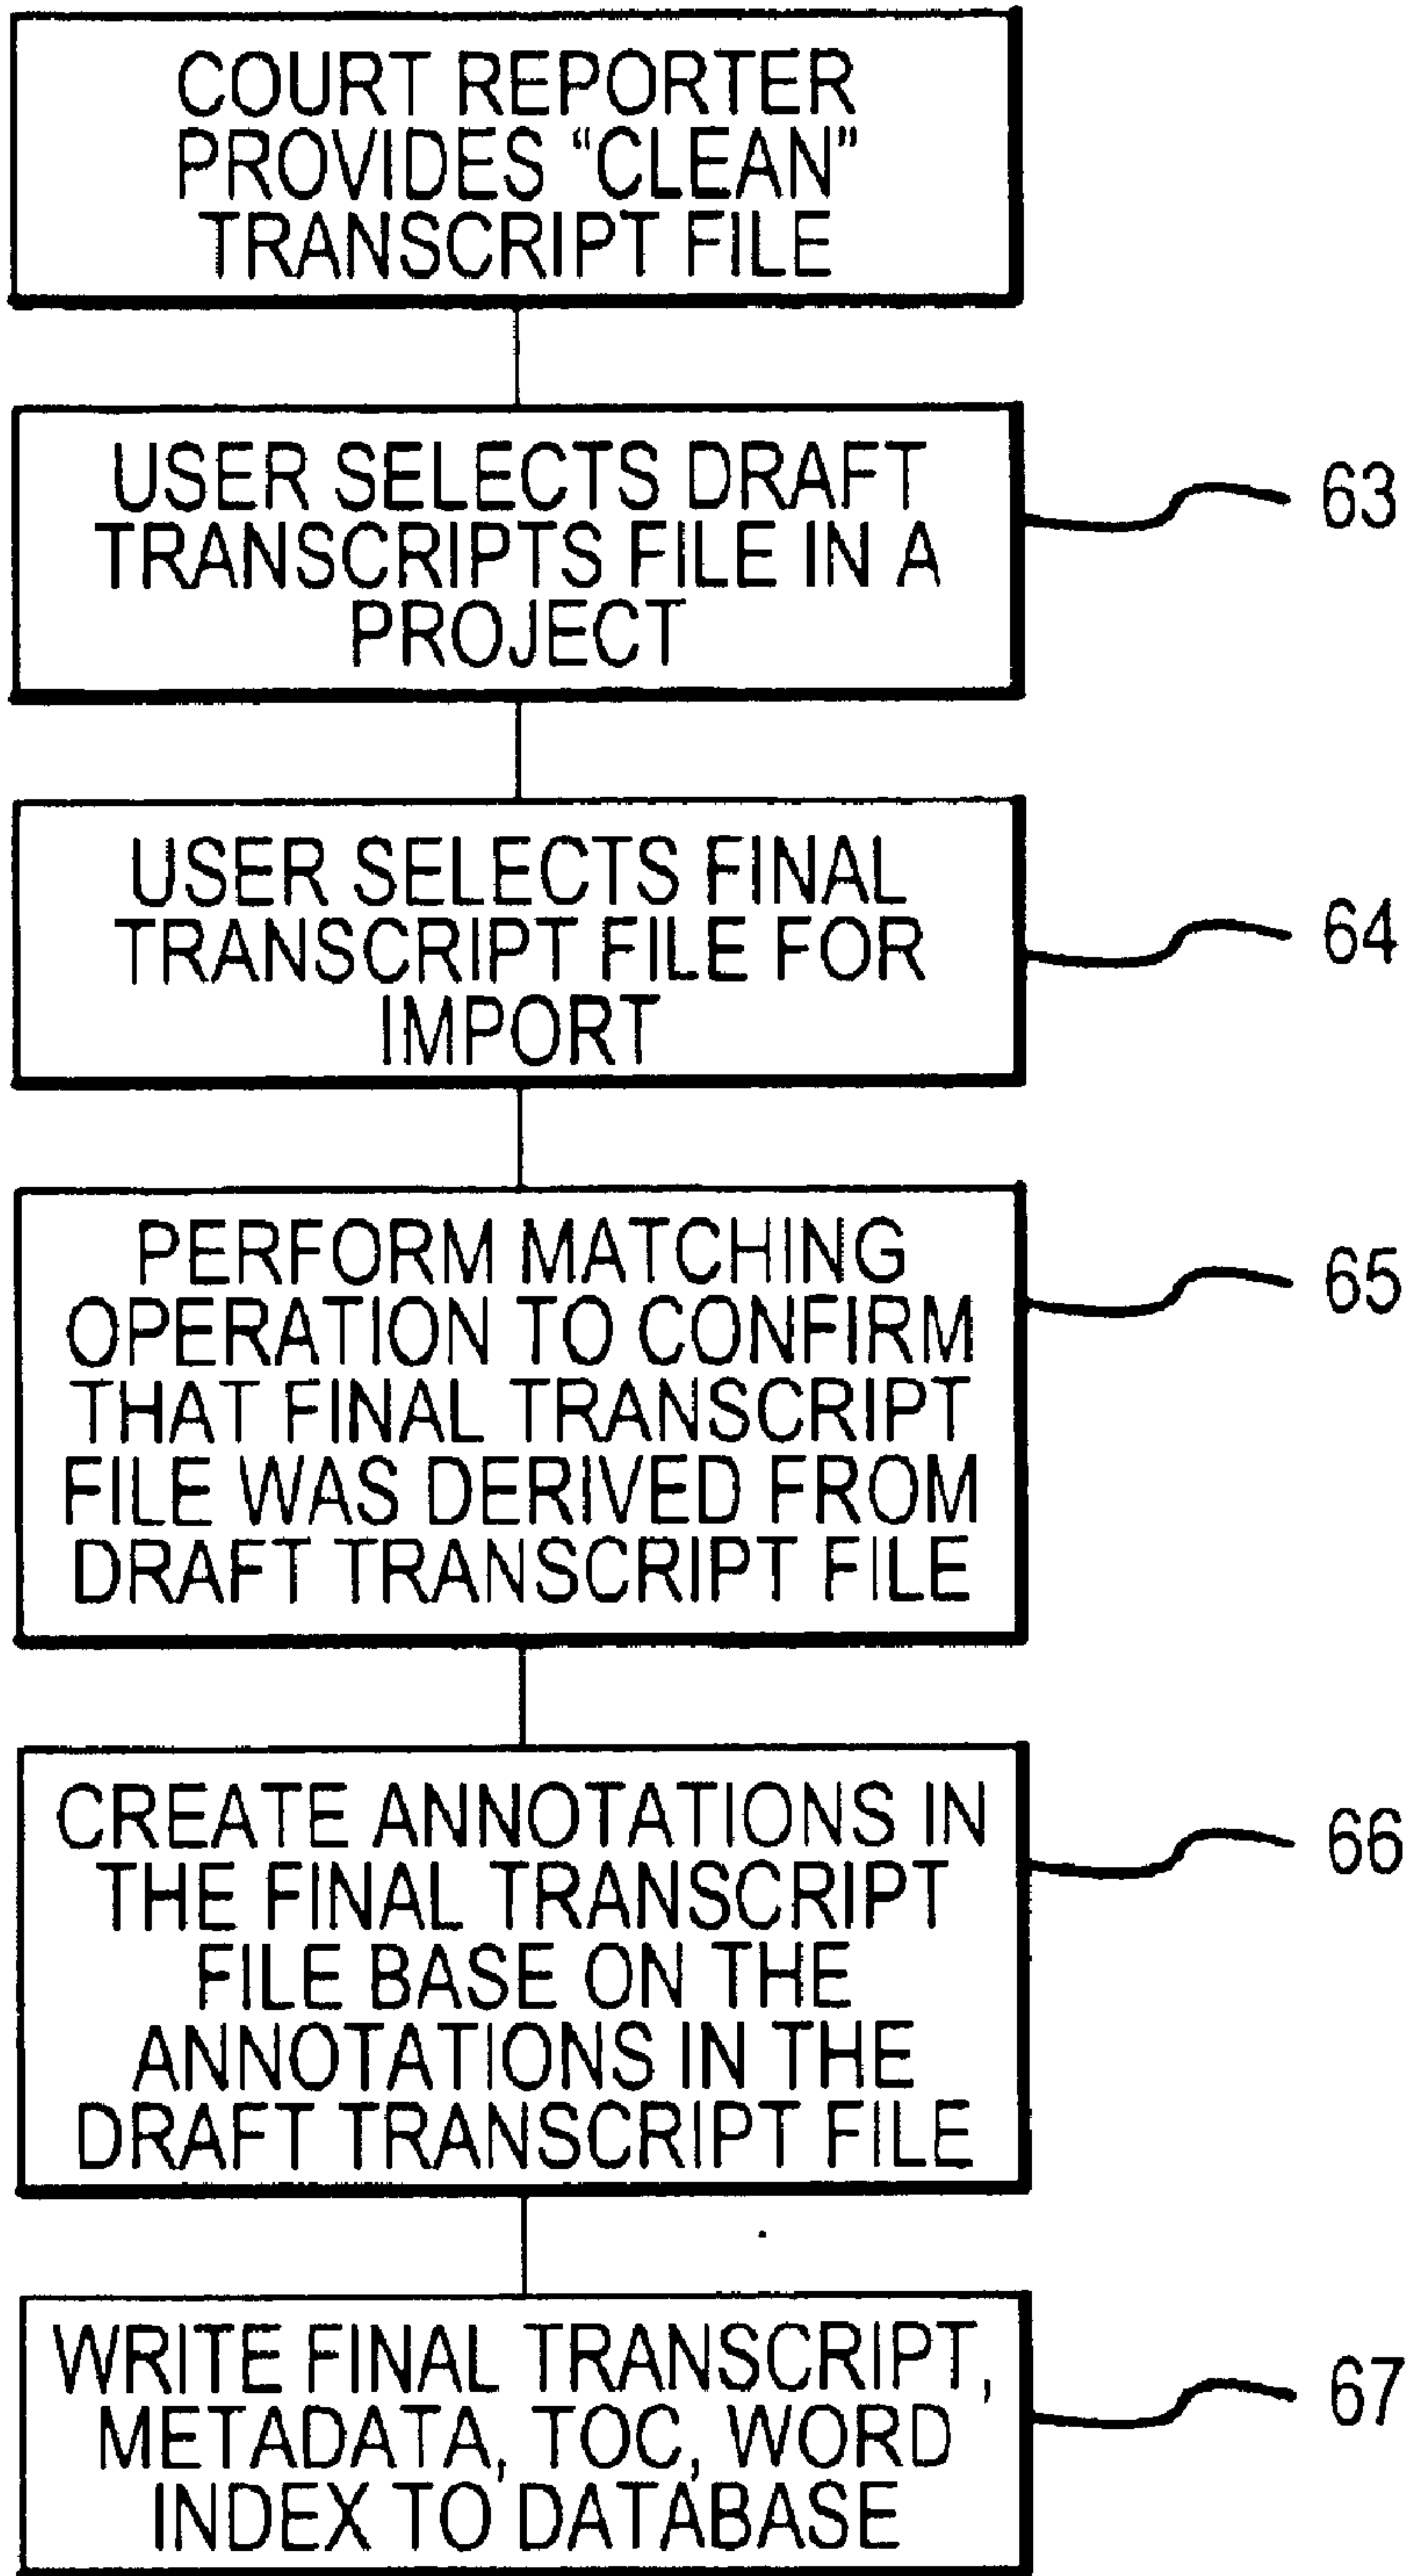 COURT REPORTER
PROVIDES “CLEAN”
TRANSCRIPT FILE
USER SELECTS DRAFT
TRANSCRIPTS FILE IN A
PROJECT
63
USER SELECTS FINAL
TRANSCRIPT FILE FOR
IMPORT
64
PERFORM MATCHING
OPERATION TO CONFIRM
THAT FINAL TRANSCRIPT
FILE WAS DERIVED FROM
DRAFT TRANSCRIPT FILE
65
CREATE ANNOTATIONS IN
THE FINAL TRANSCRIPT
FILE BASE ON THE
ANNOTATIONS IN THE
DRAFT TRANSCRIPT FILE
66
WRITE FINAL TRANSCRIPT,
METADATA, TOC, WORD
INDEX TO DATABASE
67